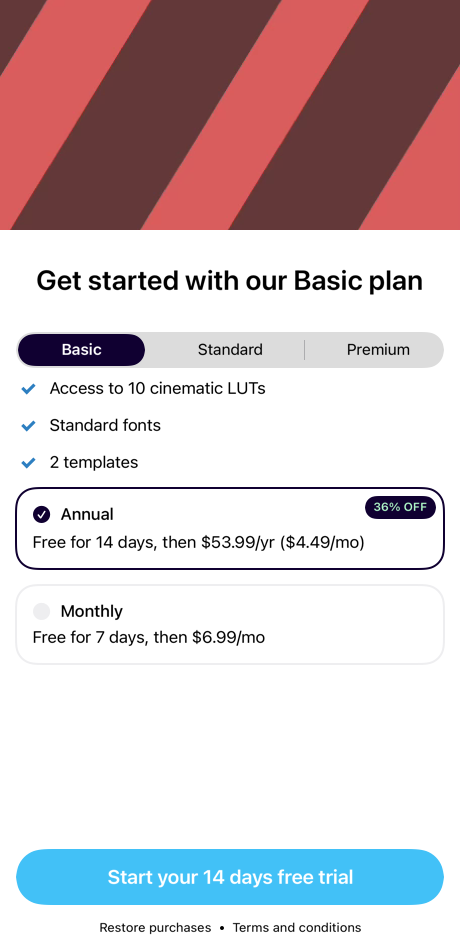 Get started with our Basic plan
Basic
Standard
Premium
Access to 10 cinematic LUTs
Standard fonts
2 templates
36% OFF
Annual
Free for 14 days, then $53.99/yr ($4.49/mo)
Monthly
Free for 7 days, then $6.99/mo
Start your 14 days free trial
Restore purchases • Terms and conditions